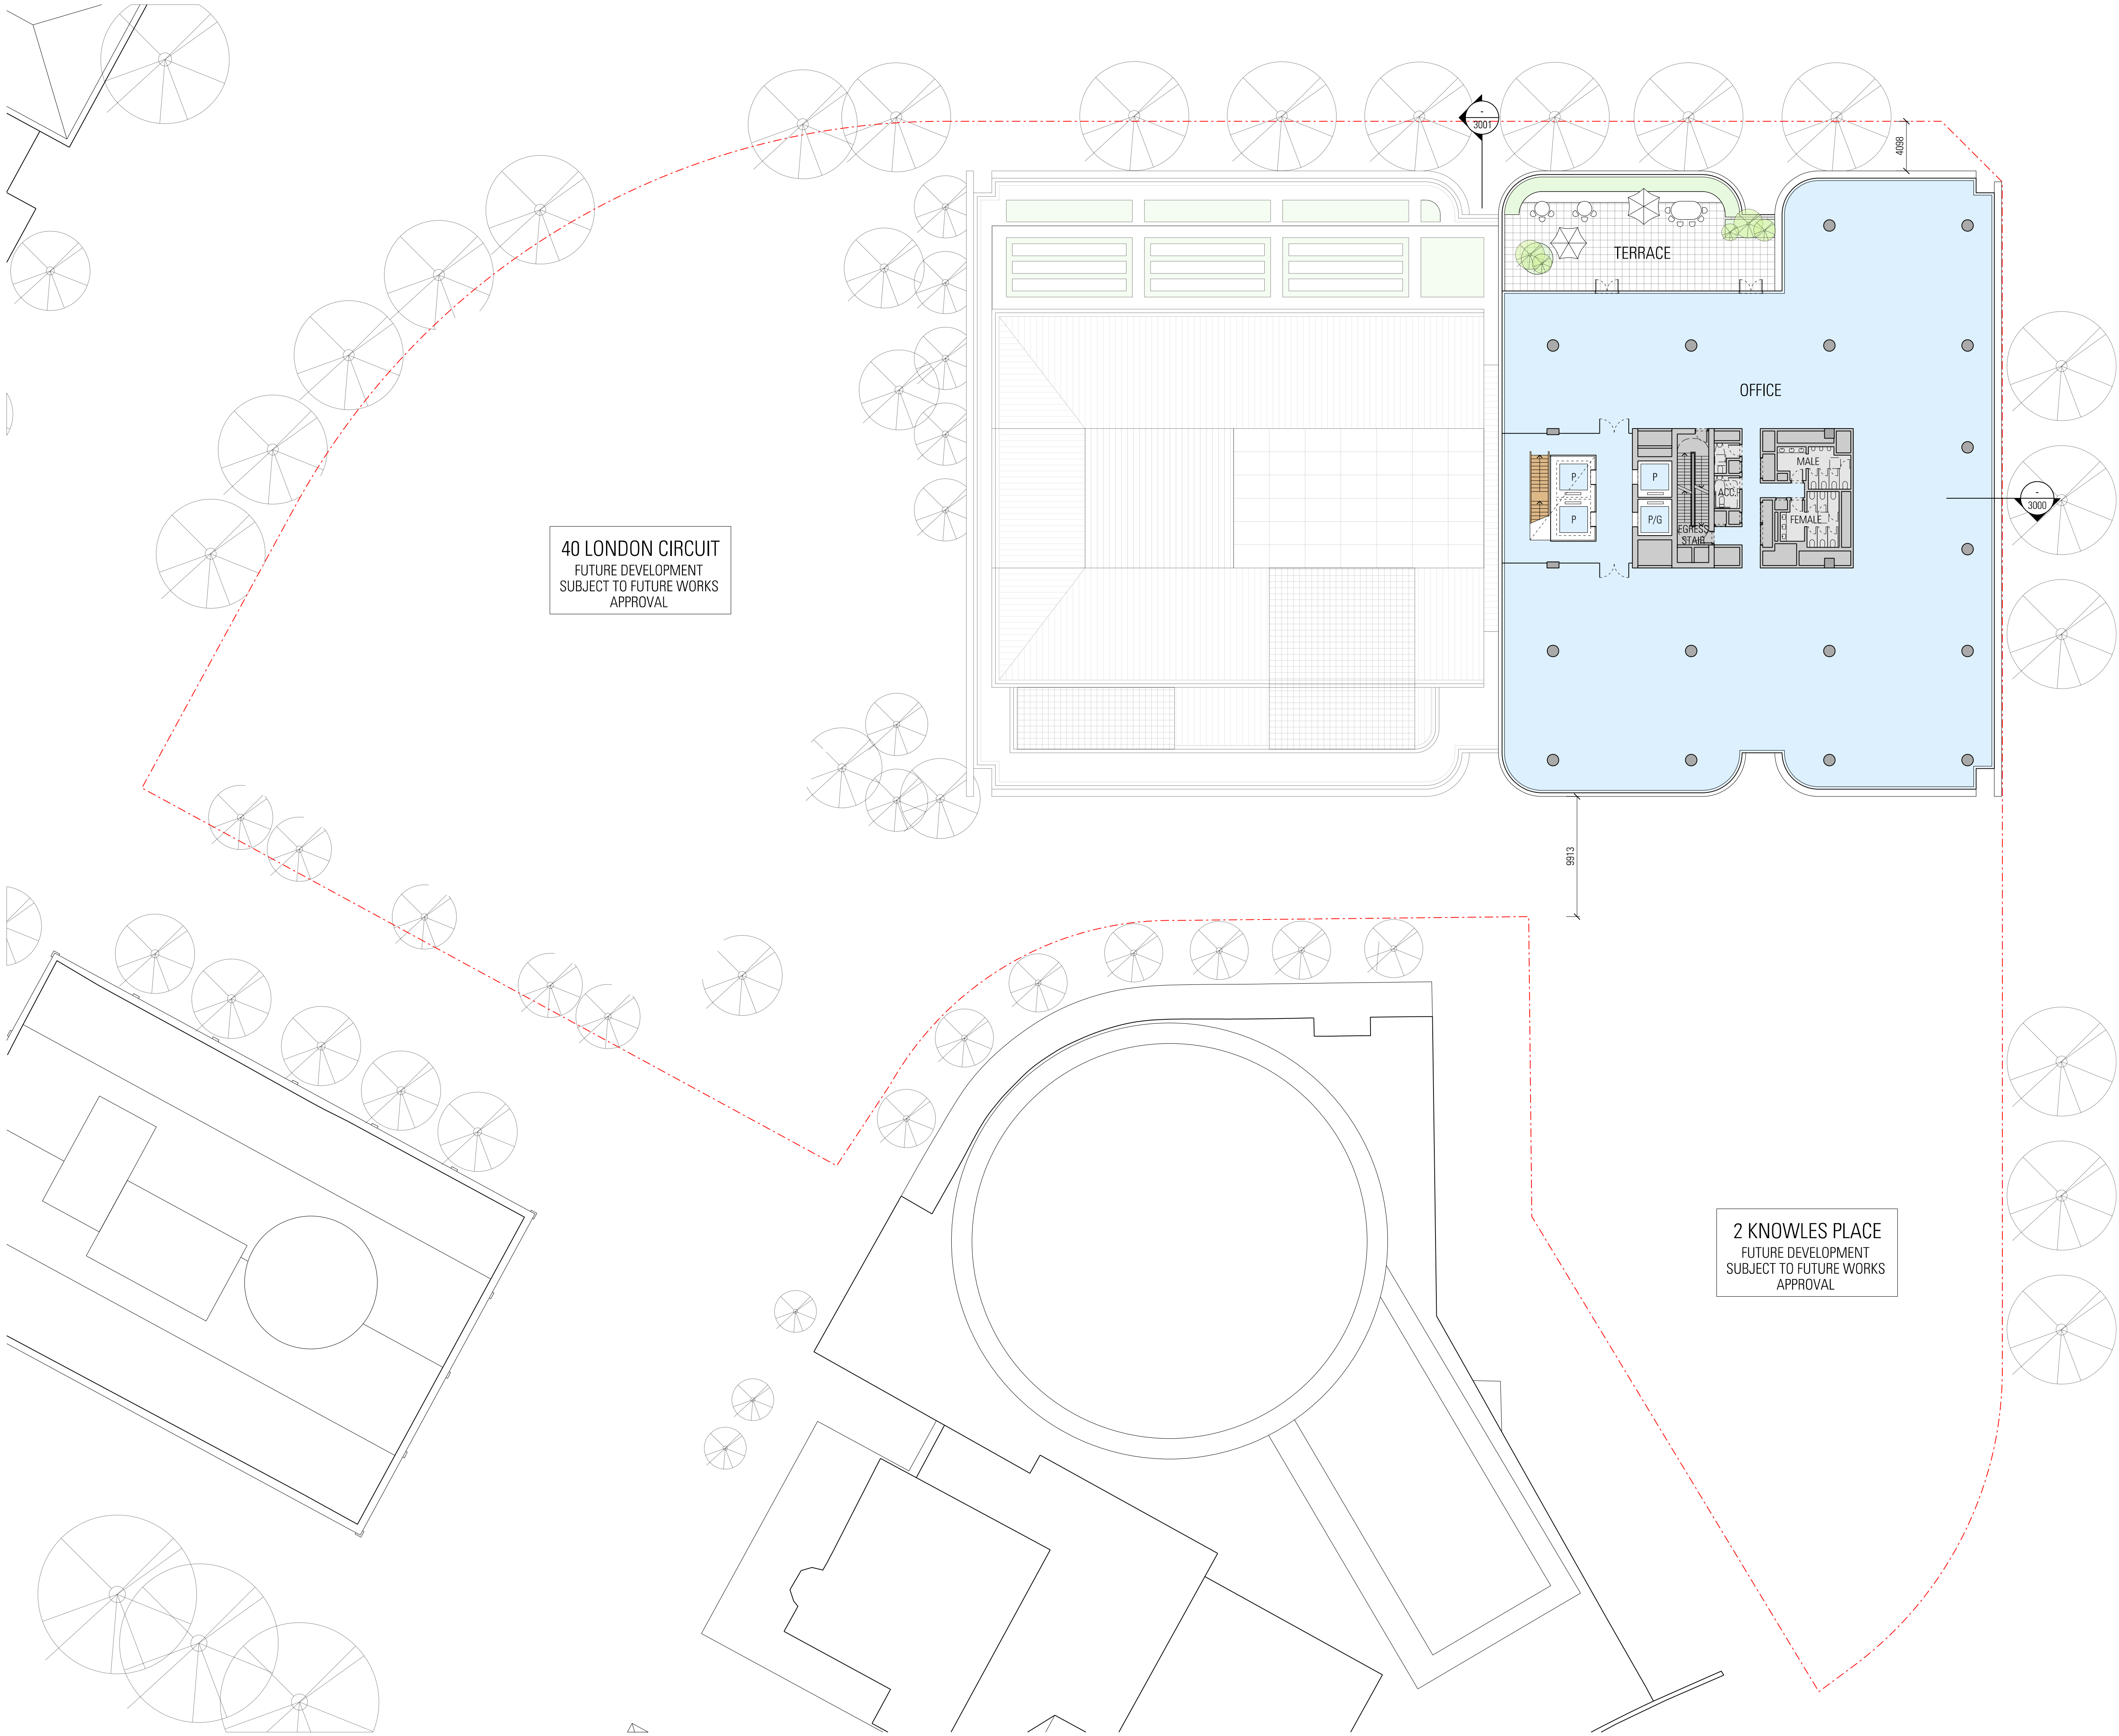 -
3001
4098
TERRACE
OFFICE
P
P
MALE
ACC.
-
3000
P
P/G
FEMALE
EGRESS
STAIR
40 LONDON CIRCUIT
FUTURE DEVELOPMENT
SUBJECT TO FUTURE WORKS
APPROVAL
9913
2 KNOWLES PLACE
FUTURE DEVELOPMENT
SUBJECT TO FUTURE WORKS
APPROVAL